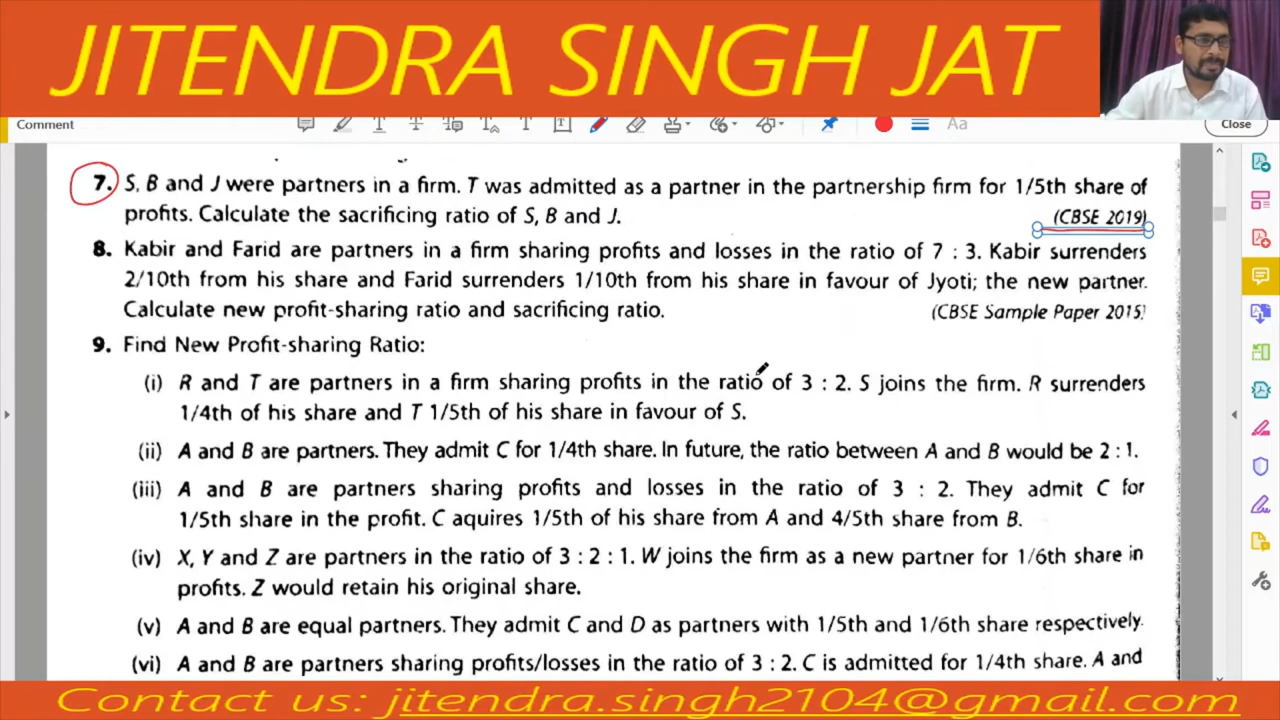 JITENDRA SINGH JAT
Comment
Aa
Close
7. S, B and J were partners in a firm. T was admitted as a partner in the partnership firm for 1/5th share of
profits. Calculate the sacrificing ratio of S, B and J. (CBSE 2019)
8. Kabir and Farid are partners in a firm sharing profits and losses in the ratio of 7 : 3. Kabir surrenders
2/10th from his share and Farid surrenders 1/10th from his share in favour of Jyoti; the new partner.
Calculate new profit-sharing ratio and sacrificing ratio. (CBSE Sample Paper 2015)
9. Find New Profit-sharing Ratio:
(i) R and T are partners in a firm sharing profits in the ratio of 3 : 2. S joins the firm. R surrenders
1/4th of his share and T 1/5th of his share in favour of S.
(ii) A and B are partners. They admit C for 1/4th share. In future, the ratio between A and B would be 2 : 1.
(iii) A and B are partners sharing profits and losses in the ratio of 3 : 2. They admit C for
1/5th share in the profit. C aquires 1/5th of his share from A and 4/5th share from B.
(iv) X, Y and Z are partners in the ratio of 3 : 2 : 1. W joins the firm as a new partner for 1/6th share in
profits. Z would retain his original share.
(v) A and B are equal partners. They admit C and D as partners with 1/5th and 1/6th share respectively.
(vi) A and B are partners sharing profits/losses in the ratio of 3 : 2. C is admitted for 1/4th share. A and
Contact us: jitendra.singh2104@gmail.com